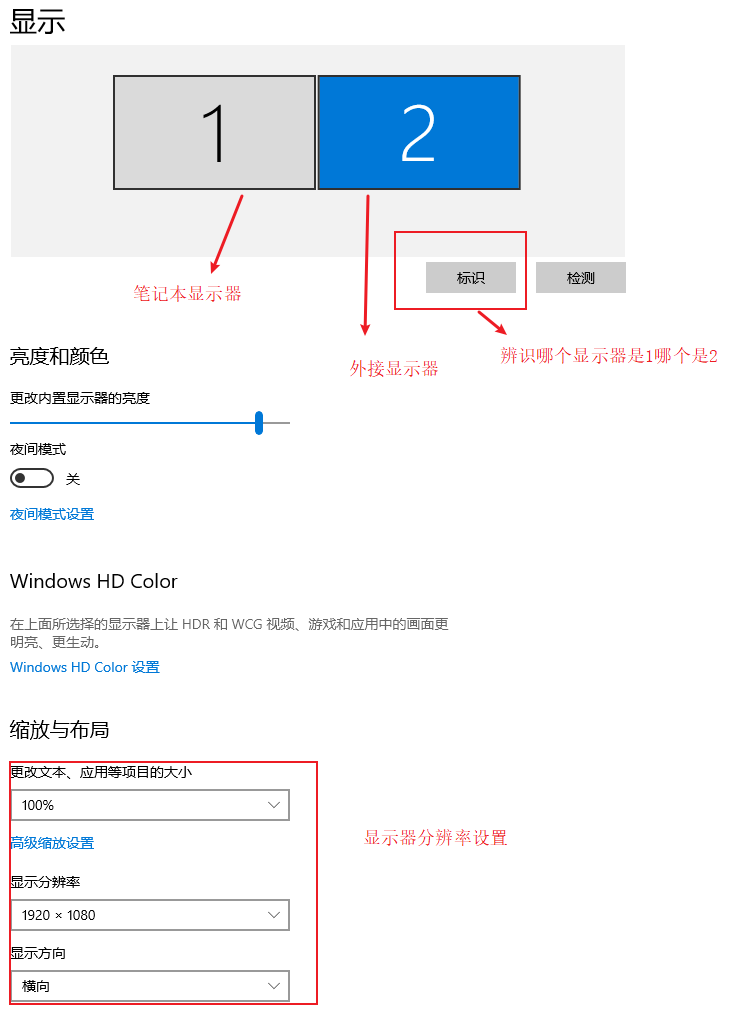 显示
1
2
标识
检测
笔记本显示器
外接显示器
辨识哪个显示器是1哪个是2
亮度和颜色
更改内置显示器的亮度
夜间模式
关
夜间模式设置
Windows HD Color
在上面所选择的显示器上让 HDR 和 WCG 视频、游戏和应用中的画面更
明亮、更生动。
Windows HD Color 设置
缩放与布局
更改文本、应用等项目的大小
100%
高级缩放设置
显示器分辨率设置
显示分辨率
1920 × 1080
显示方向
横向